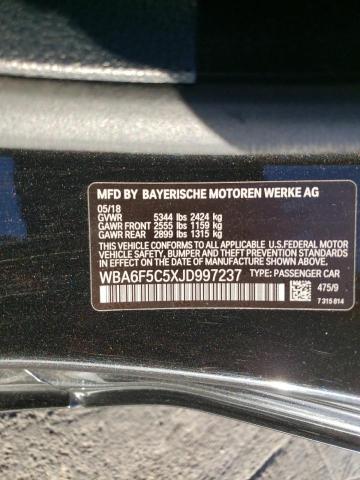 MFD BY BAYERISCHE MOTOREN WERKE AG
05/18
GVWR 5344 lbs 2424 kg
GAWR FRONT 2555 lbs 1159 kg
GAWR REAR 2899 lbs 1315 kg
THIS VEHICLE CONFORMS TO ALL APPLICABLE U.S.FEDERAL MOTOR
VEHICLE SAFETY, BUMPER AND THEFT PREVENTION STANDARDS
IN EFFECT ON THE DATE OF MANUFACTURE SHOWN ABOVE.
WBA6F5C5XJD997237 TYPE: PASSENGER CAR
475/9
7 315 814